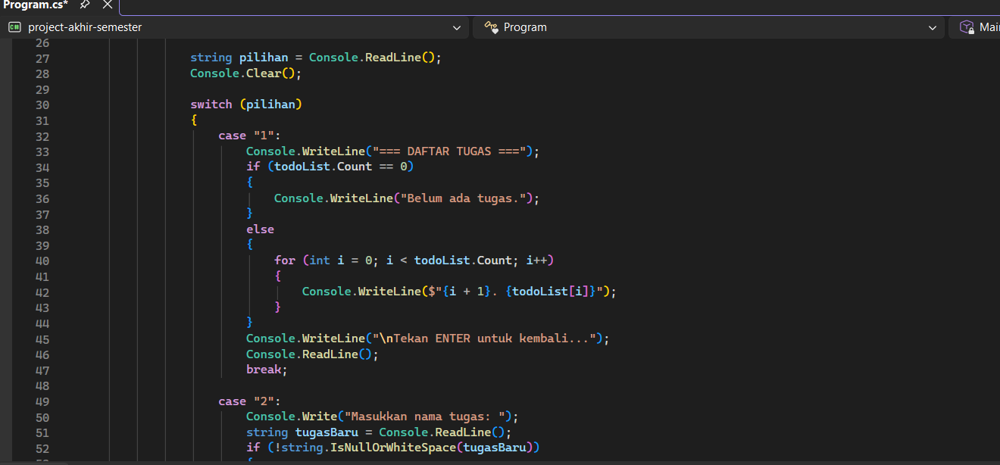 Program.cs*
project-akhir-semester
Program
26
27 string pilihan = Console.ReadLine();
28 Console.Clear();
29
30 switch (pilihan)
31 {
32 case "1":
33 Console.WriteLine("=== DAFTAR TUGAS ===");
34 if (todoList.Count == 0)
35 {
36 Console.WriteLine("Belum ada tugas.");
37 }
38 else
39 {
40 for (int i = 0; i < todoList.Count; i++)
41 {
42 Console.WriteLine($"{i + 1}. {todoList[i]}");
43 }
44 }
45 Console.WriteLine("\nTekan ENTER untuk kembali...");
46 Console.ReadLine();
47 break;
48
49 case "2":
50 Console.Write("Masukkan nama tugas: ");
51 string tugasBaru = Console.ReadLine();
52 if (!string.IsNullOrWhiteSpace(tugasBaru))